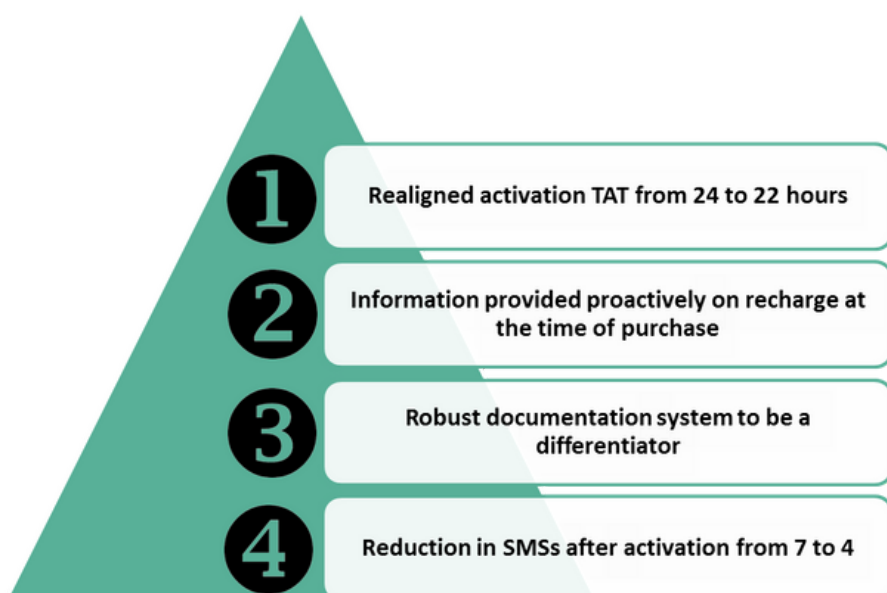 1
Realigned activation TAT from 24 to 22 hours
2
Information provided proactively on recharge at
the time of purchase
3
Robust documentation system to be a
differentiator
4
Reduction in SMSs after activation from 7 to 4